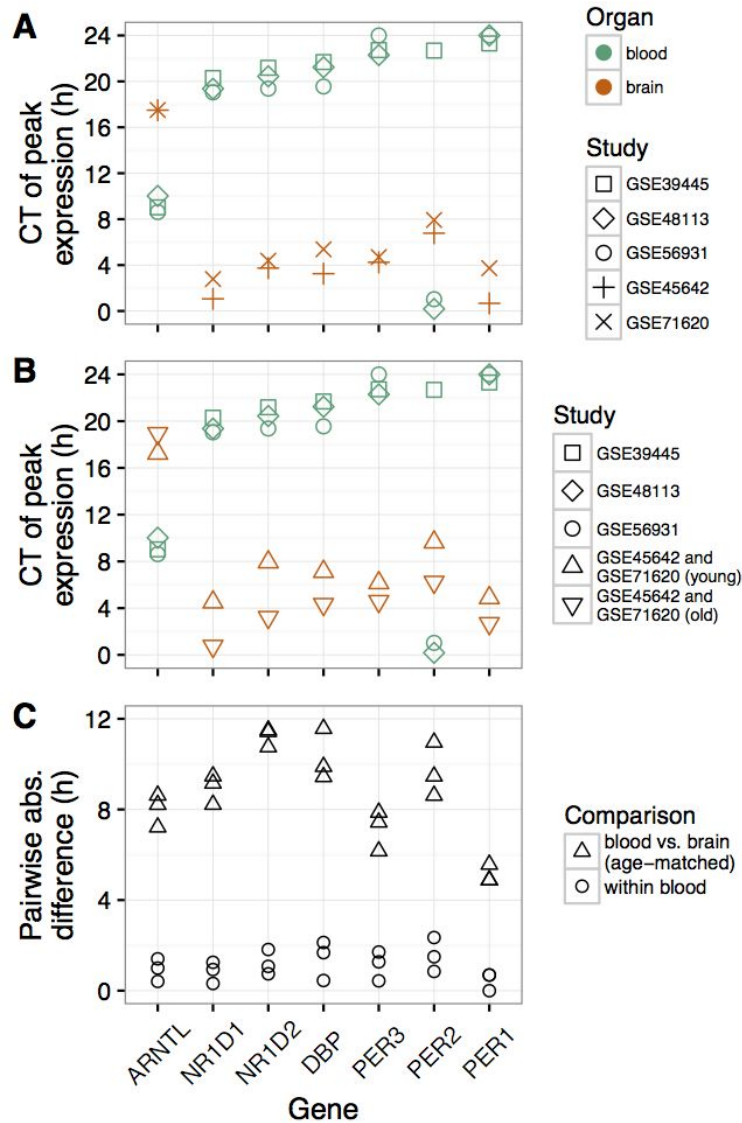 A
CT of peak
expression (h)
24
20
16
12
8
4
0
Organ
blood
brain
Study
GSE39445
GSE48113
GSE56931
GSE45642
GSE71620
B
CT of peak
expression (h)
24
20
16
12
8
4
0
Study
GSE39445
GSE48113
GSE56931
GSE45642 and
GSE71620 (young)
GSE45642 and
GSE71620 (old)
C
Pairwise abs.
difference (h)
12
8
4
0
Comparison
blood vs. brain
(age-matched)
within blood
ARNTL
NR1D1
NR1D2
DBP
PER3
PER2
PER1
Gene